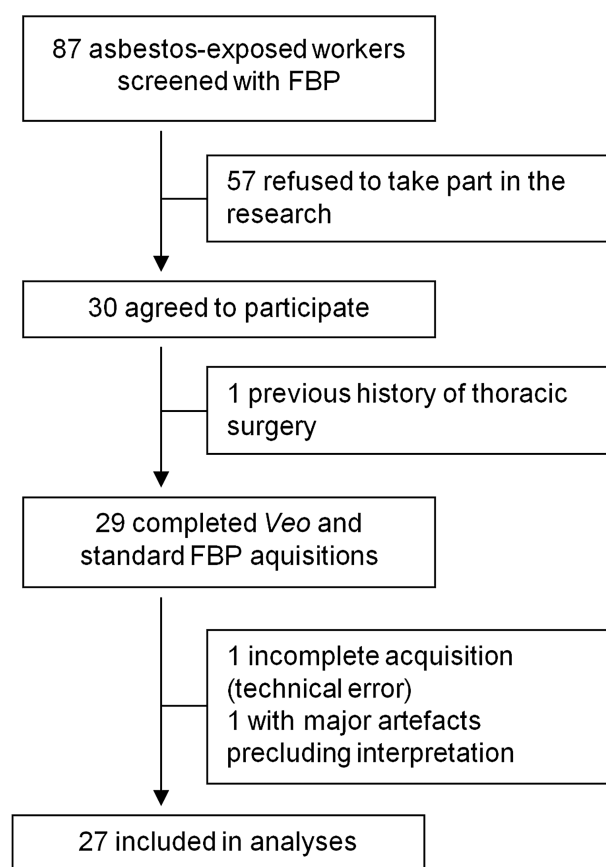 87 asbestos-exposed workers
screened with FBP
57 refused to take part in the
research
30 agreed to participate
1 previous history of thoracic
surgery
29 completed Veo and
standard FBP aquisitions
1 incomplete acquisition
(technical error)
1 with major artefacts
precluding interpretation
27 included in analyses